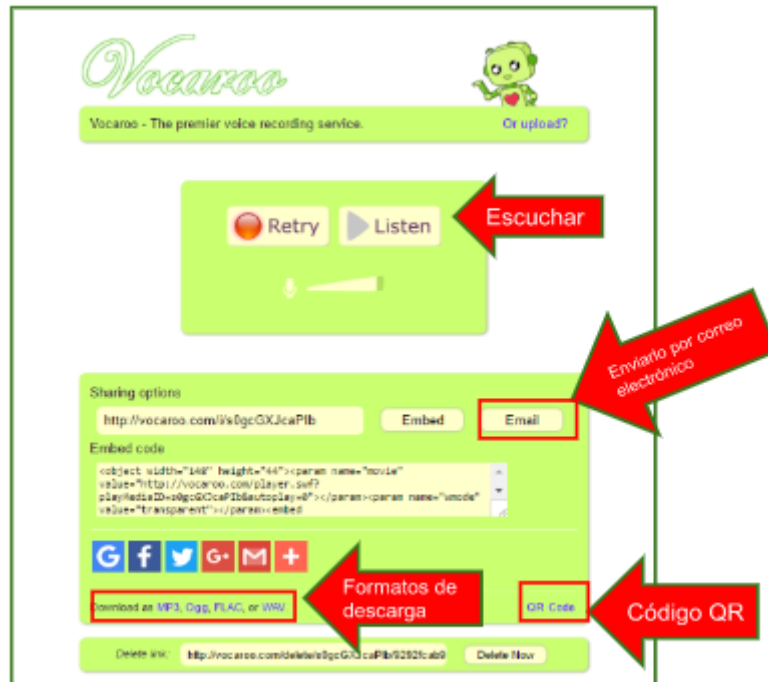 Vocaroo
Vocaroo - The premier voice recording service.
Or upload?
Retry
Listen
Escuchar
Enviarlo por correo
electrónico
Sharing options
http://vocaroo.com/i/s0gcGXJcaPIb
Embed
Email
Embed code
<object width="148" height="44"><param name="movie"
value="http://vocaroo.com/player.swf?
playMediaID=s0gcGXJcaPIb&autoplay=0"></param><param name="wmode"
value="transparent"></param><embed
G f G+ M +
Formatos de
descarga
Download as MP3, Ogg, FLAC, or WAV
QR Code
Código QR
Delete link:
Delete Now